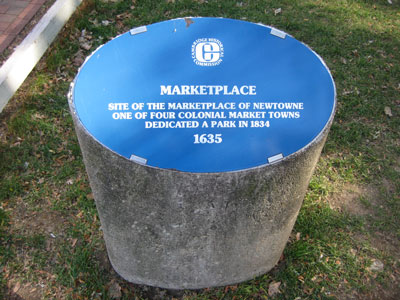 CAMBRIDGE HISTORICAL
COMMISSION
MARKETPLACE
SITE OF THE MARKETPLACE OF NEWTOWNE
ONE OF FOUR COLONIAL MARKET TOWNS
DEDICATED A PARK IN 1834
1635